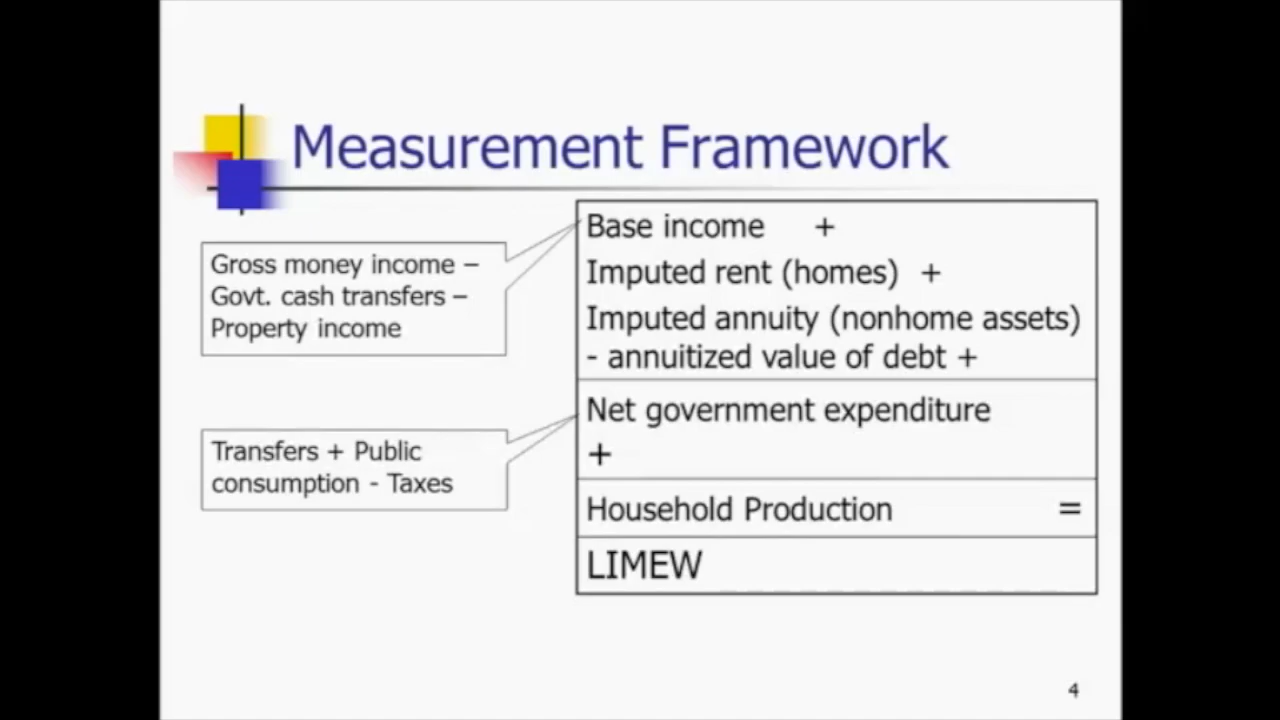 Measurement Framework
Gross money income –
Govt. cash transfers –
Property income
Base income +
Imputed rent (homes) +
Imputed annuity (nonhome assets)
- annuitized value of debt +
Transfers + Public
consumption - Taxes
Net government expenditure
+
Household Production =
LIMEW
4